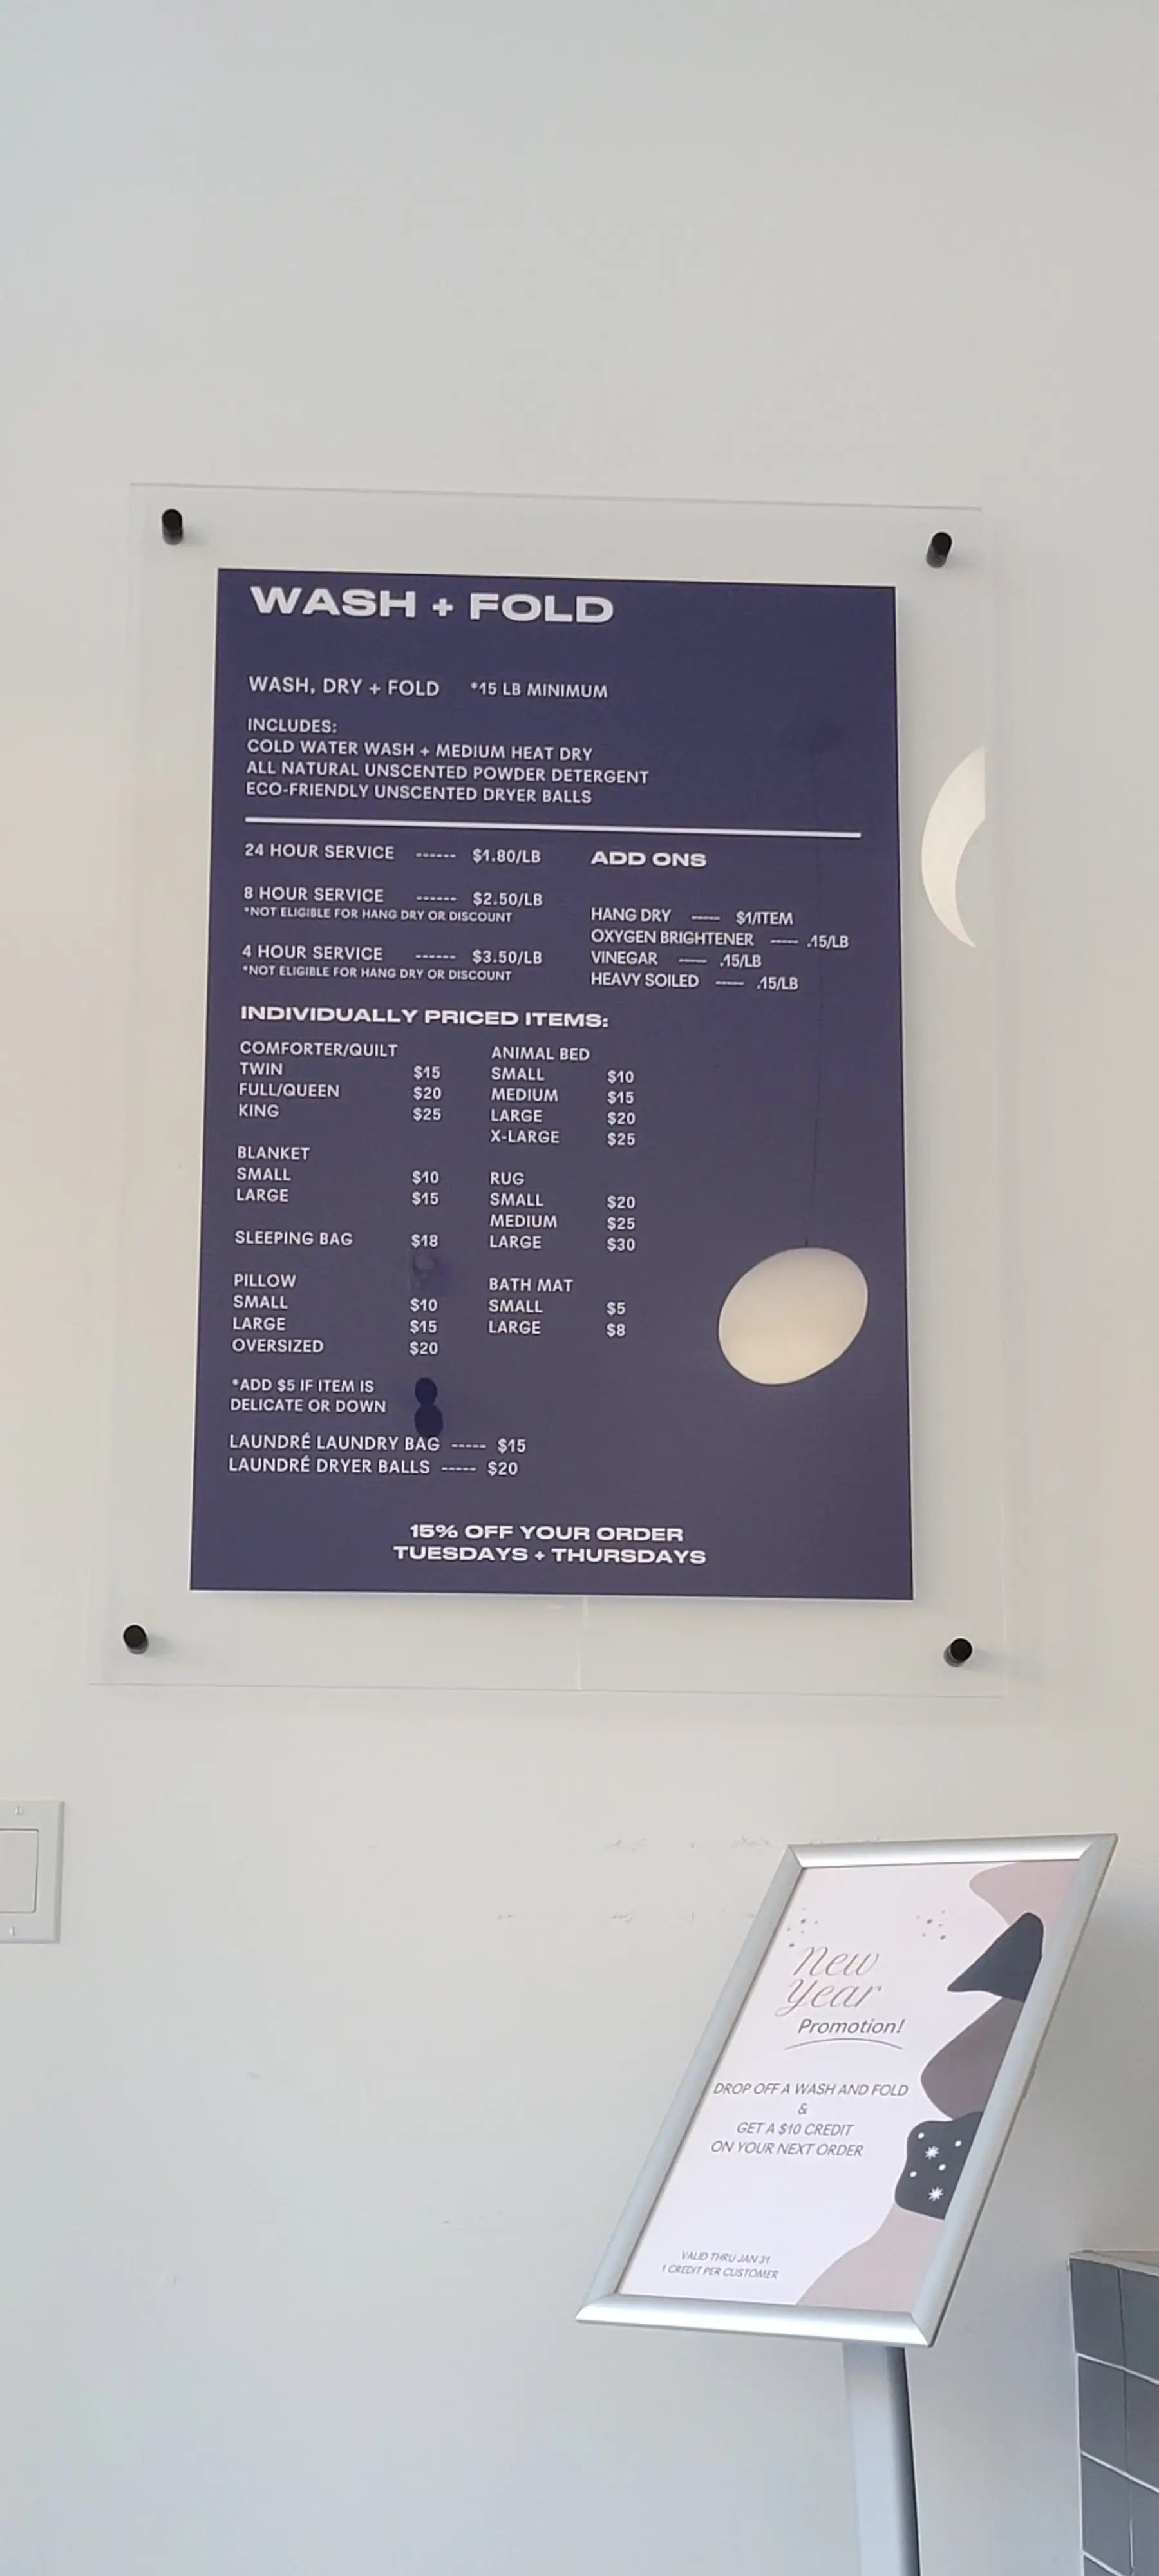 WASH + FOLD
WASH, DRY + FOLD *15 LB MINIMUM
INCLUDES:
COLD WATER WASH + MEDIUM HEAT DRY
ALL NATURAL UNSCENTED POWDER DETERGENT
ECO-FRIENDLY UNSCENTED DRYER BALLS
24 HOUR SERVICE ------ $1.80/LB
8 HOUR SERVICE ------ $2.50/LB
*NOT ELIGIBLE FOR HANG DRY OR DISCOUNT
4 HOUR SERVICE ------ $3.50/LB
*NOT ELIGIBLE FOR HANG DRY OR DISCOUNT
ADD ONS
HANG DRY ----- $1/ITEM
OXYGEN BRIGHTENER ----- .15/LB
VINEGAR ----- .15/LB
HEAVY SOILED ----- .15/LB
INDIVIDUALLY PRICED ITEMS:
COMFORTER/QUILT
TWIN $15
FULL/QUEEN $20
KING $25
BLANKET
SMALL $10
LARGE $15
SLEEPING BAG $18
PILLOW
SMALL $10
LARGE $15
OVERSIZED $20
*ADD $5 IF ITEM IS
DELICATE OR DOWN
ANIMAL BED
SMALL $10
MEDIUM $15
LARGE $20
X-LARGE $25
RUG
SMALL $20
MEDIUM $25
LARGE $30
BATH MAT
SMALL $5
LARGE $8
LAUNDRÉ LAUNDRY BAG ----- $15
LAUNDRÉ DRYER BALLS ----- $20
15% OFF YOUR ORDER
TUESDAYS + THURSDAYS
New
Year
Promotion!
DROP OFF A WASH AND FOLD
&
GET A $10 CREDIT
ON YOUR NEXT ORDER
VALID THRU JAN 31
1 CREDIT PER CUSTOMER